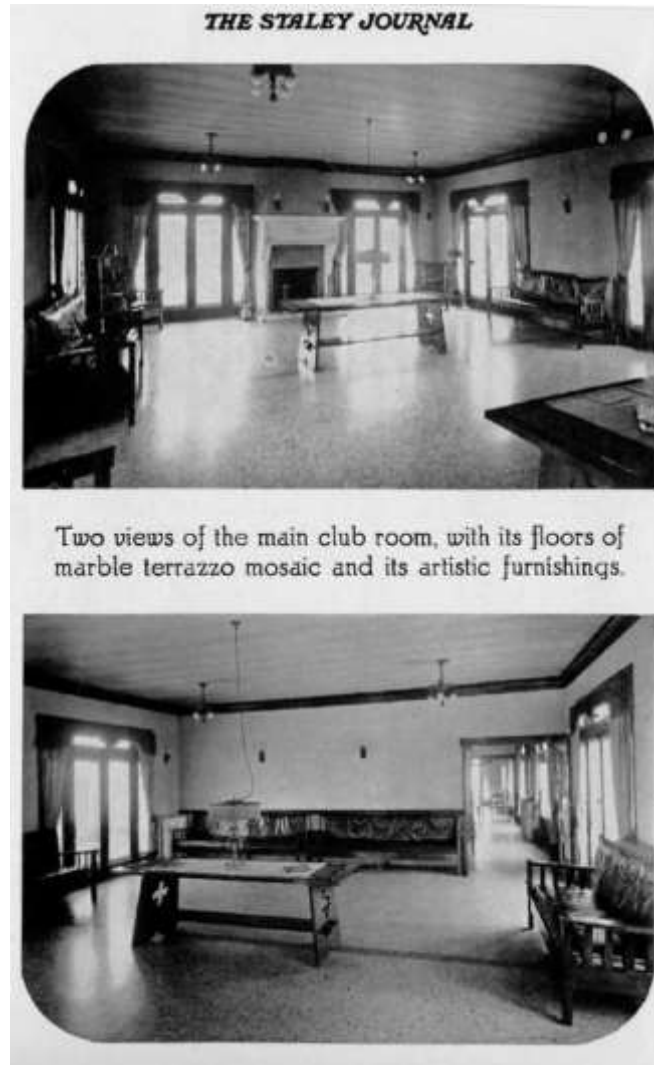 THE STALEY JOURNAL
Two views of the main club room, with its floors of
marble terrazzo mosaic and its artistic furnishings.